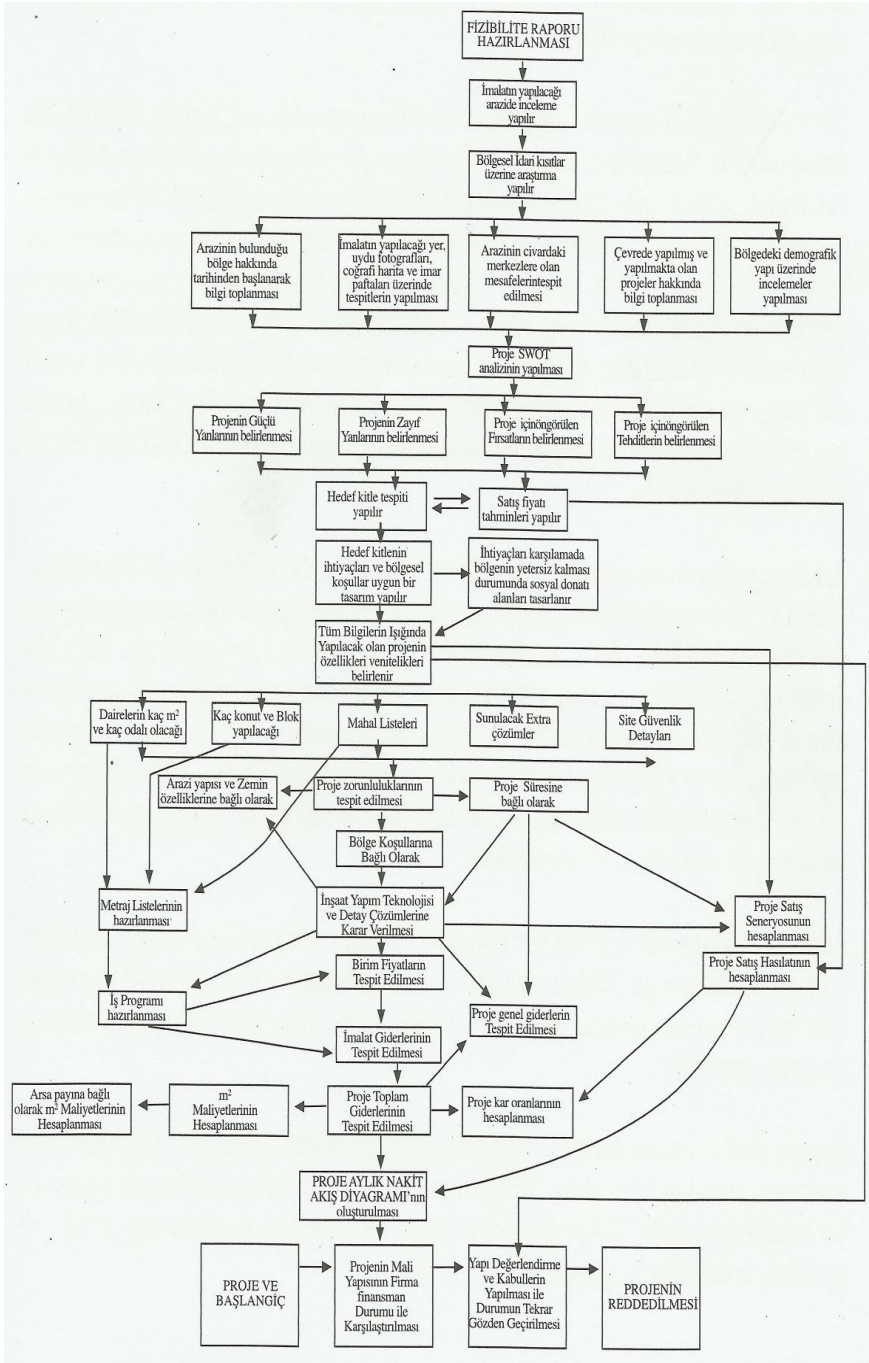 FİZİBİLİTE RAPORU
HAZIRLANMASI
İmalatın yapılacağı
arazide inceleme
yapılır
Bölgesel İdari kısıtlar
üzerine araştırma
yapılır
Arazinin bulunduğu
bölge hakkında
tarihinden başlanarak
bilgi toplanması
İmalatın yapılacağı yer,
uydu fotografları,
coğrafi harita ve imar
paftaları üzerinde
tespitlerin yapılması
Arazinin civardaki
merkezlere olan
mesafelerintespit
edilmesi
Çevrede yapılmış ve
yapılmakta olan
projeler hakkında
bilgi toplanması
Bölgedeki demografik
yapı üzerinde
incelemeler
yapılması
Proje SWOT
analizinin yapılması
Projenin Güçlü
Yanlarının belirlenmesi
Projenin Zayıf
Yanlarının belirlenmesi
Proje içinöngörülen
Fırsatların belirlenmesi
Proje içinöngörülen
Tehditlerin belirlenmesi
Hedef kitle tespiti
yapılır
Satış fiyatı
tahminleri yapılır
Hedef kitlenin
ihtiyaçları ve bölgesel
koşullar uygun bir
tasarım yapılır
İhtiyaçları karşılamada
bölgenin yetersiz kalması
durumunda sosyal donatı
alanları tasarlanır
Tüm Bilgilerin Işığında
Yapılacak olan projenin
özellikleri venitelikleri
belirlenir
Dairelerin kaç m²
ve kaç odalı olacağı
Kaç konut ve Blok
yapılacağı
Mahal Listeleri
Sunulacak Extra
çözümler
Site Güvenlik
Detayları
Arazi yapısı ve Zemin
özelliklerine bağlı olarak
Proje zorunluluklarının
tespit edilmesi
Proje Süresine
bağlı olarak
Bölge Koşullarına
Bağlı Olarak
Metraj Listelerinin
hazırlanması
İnşaat Yapım Teknolojisi
ve Detay Çözümlerine
Karar Verilmesi
Proje Satış
Seneryosunun
hesaplanması
Birim Fiyatların
Tespit Edilmesi
Proje Satış Hasılatının
hesaplanması
İş Programı
hazırlanması
Proje genel giderlerin
Tespit Edilmesi
İmalat Giderlerinin
Tespit Edilmesi
Arsa payına bağlı
olarak m² Maliyetlerinin
Hesaplanması
m²
Maliyetlerinin
Hesaplanması
Proje Toplam
Giderlerinin
Tespit Edilmesi
Proje kar oranlarının
hesaplanması
PROJE AYLIK NAKİT
AKIŞ DİYAGRAMI'nın
oluşturulması
PROJE VE
BAŞLANGİÇ
Projenin Mali
Yapısının Firma
finansman
Durumu ile
Karşılaştırılması
Yapı Değerlendirme
ve Kabullerin
Yapılması ile
Durumun Tekrar
Gözden Geçirilmesi
PROJENİN
REDDEDİLMESİ